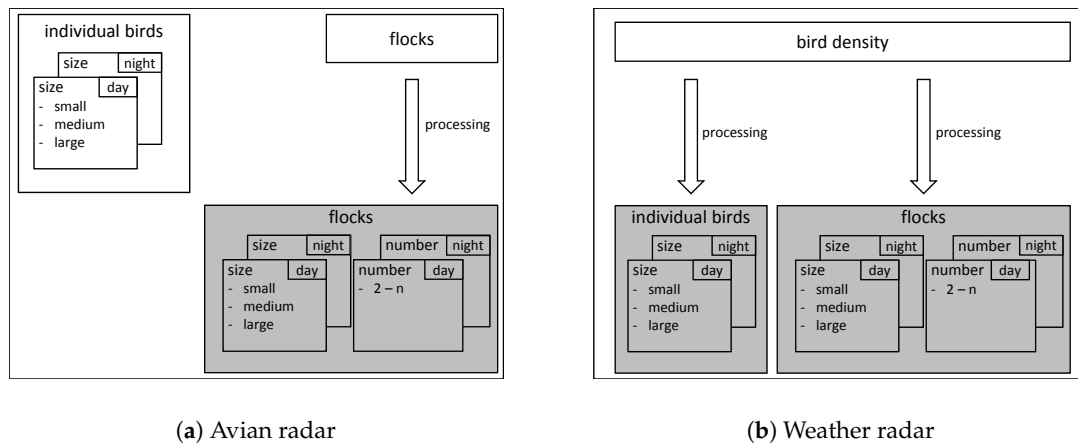 individual birds
size night
size day
- small
- medium
- large
flocks
processing
flocks
size night
size day
- small
- medium
- large
number night
number day
- 2 – n
(a) Avian radar
bird density
processing
processing
individual birds
size night
size day
- small
- medium
- large
flocks
size night
size day
- small
- medium
- large
number night
number day
- 2 – n
(b) Weather radar